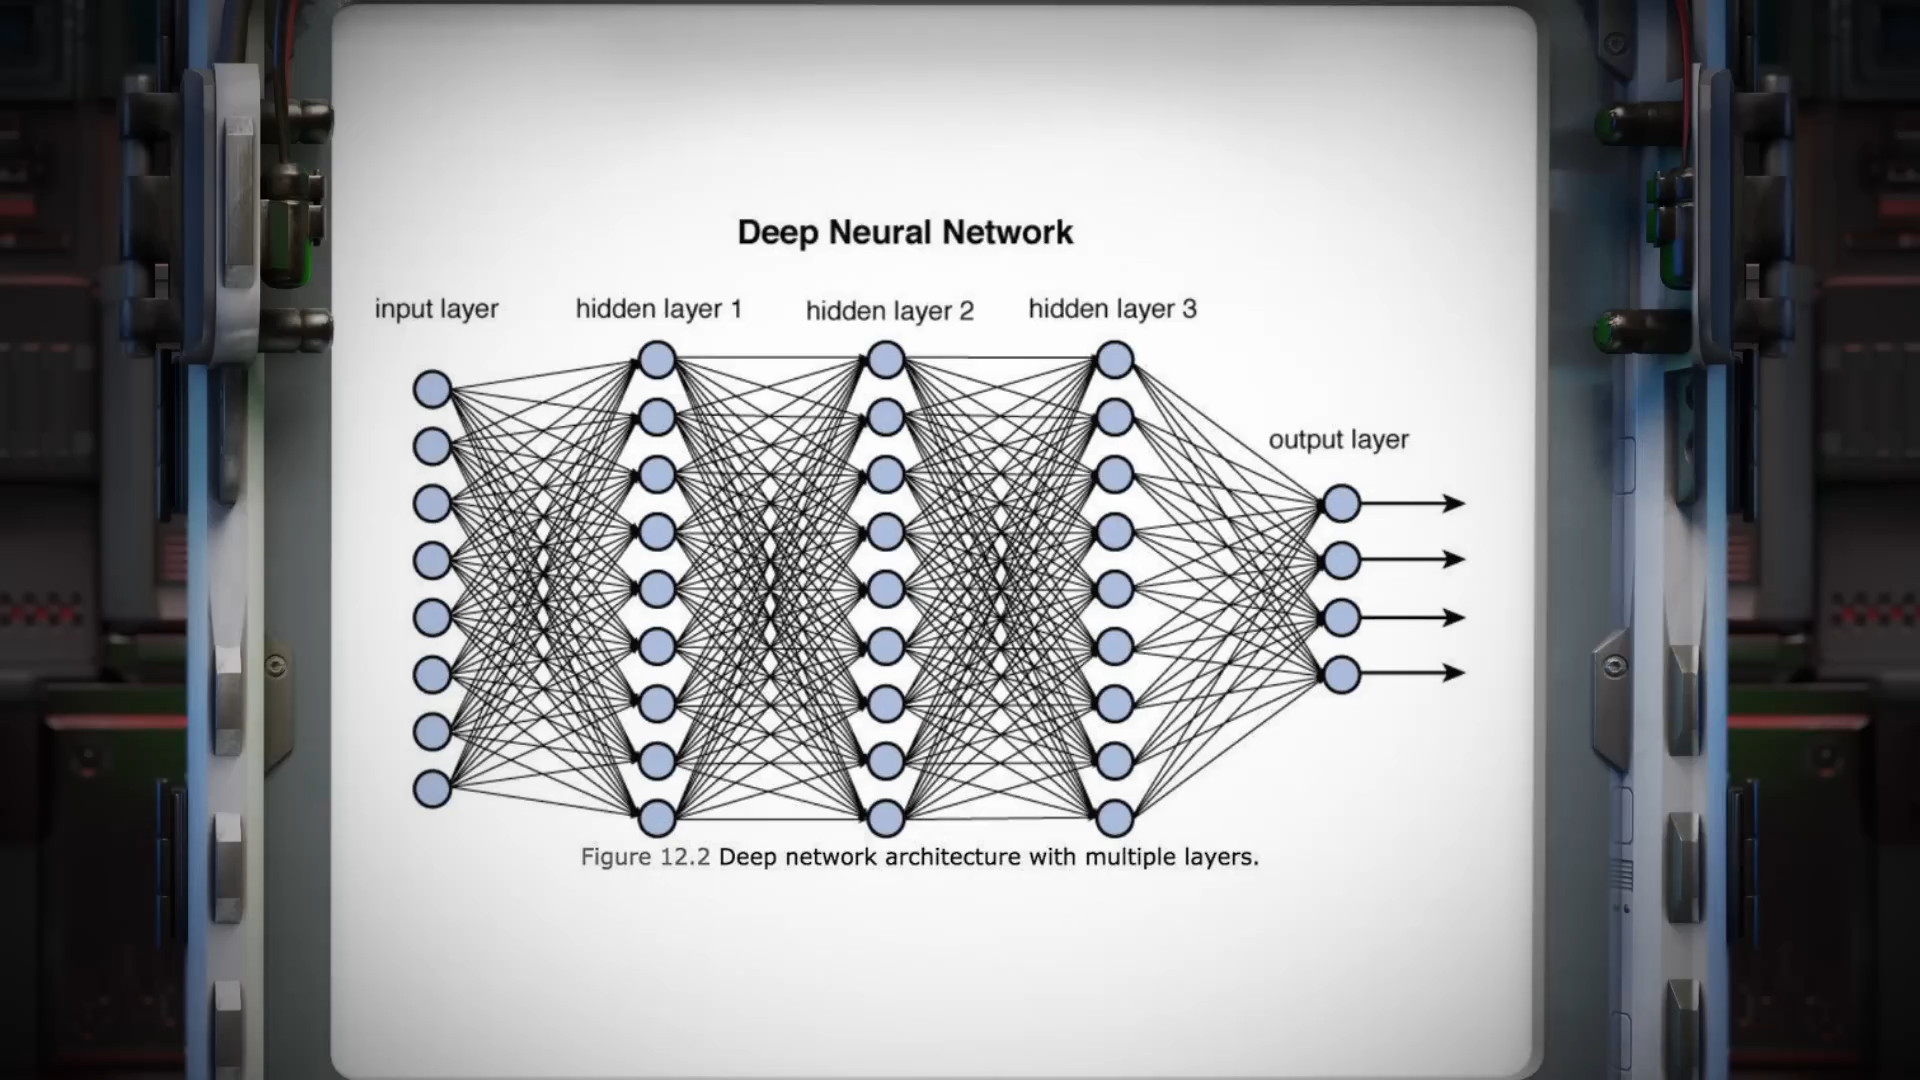 Deep Neural Network
input layer
hidden layer 1
hidden layer 2
hidden layer 3
output layer
Figure 12.2 Deep network architecture with multiple layers.